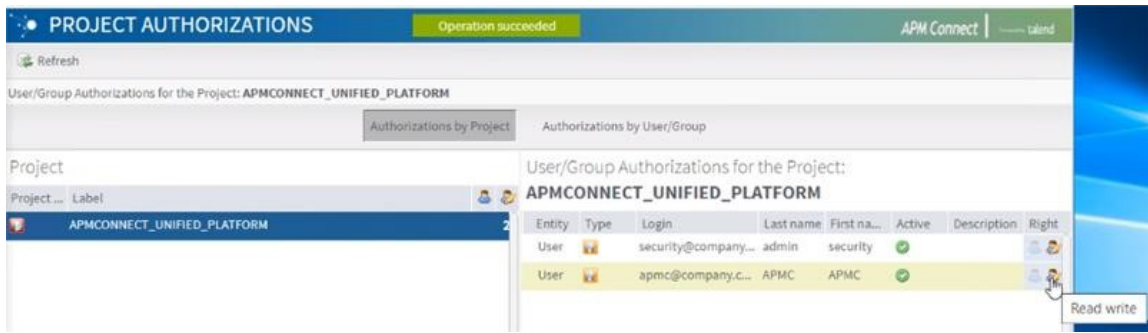 PROJECT AUTHORIZATIONS Operation succeeded APM Connect talend
Refresh
User/Group Authorizations for the Project: APMCONNECT_UNIFIED_PLATFORM
Authorizations by Project Authorizations by User/Group
Project
Project ... Label
APMCONNECT_UNIFIED_PLATFORM 2
User/Group Authorizations for the Project:
APMCONNECT_UNIFIED_PLATFORM
Entity Type Login Last name First na... Active Description Right
User security@company... admin security
User apmc@company.c... APMC APMC
Read write